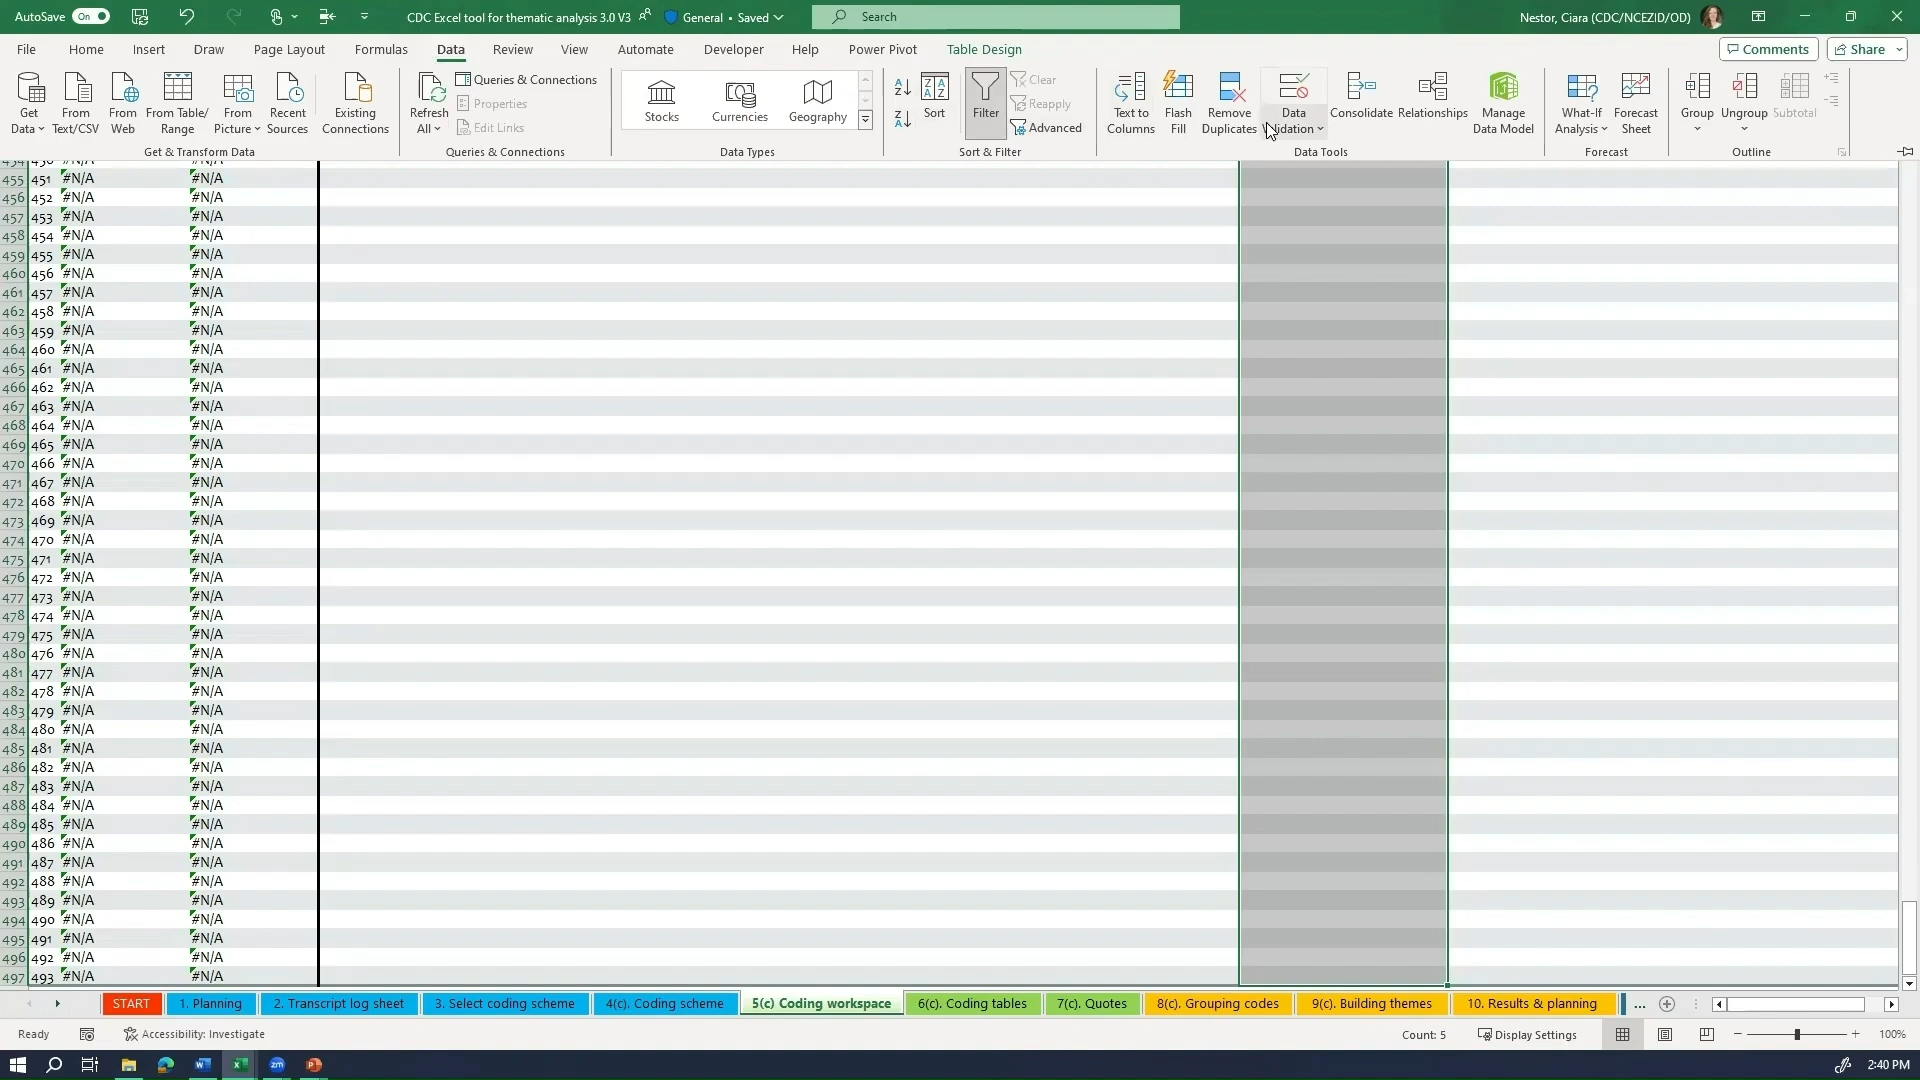 AutoSave On CDC Excel tool for thematic analysis 3.0 V3 General • Saved Search Nestor, Ciara (CDC/NCEZID/OD)
File Home Insert Draw Page Layout Formulas Data Review View Automate Developer Help Power Pivot Table Design Comments Share
Get Data From Text/CSV From Web From Table/ Range From Picture Recent Sources Existing Connections
Refresh All Queries & Connections
Properties
Edit Links
Stocks Currencies Geography
Sort Filter Clear
Reapply
Advanced
Text to Columns Flash Fill Remove Duplicates Data Validation Consolidate Relationships Manage Data Model
What-If Analysis Forecast Sheet Group Ungroup Subtotal
Get & Transform Data Queries & Connections Data Types Sort & Filter Data Tools Forecast Outline
454 450 #N/A #N/A
455 451 #N/A #N/A
456 452 #N/A #N/A
457 453 #N/A #N/A
458 454 #N/A #N/A
459 455 #N/A #N/A
460 456 #N/A #N/A
461 457 #N/A #N/A
462 458 #N/A #N/A
463 459 #N/A #N/A
464 460 #N/A #N/A
465 461 #N/A #N/A
466 462 #N/A #N/A
467 463 #N/A #N/A
468 464 #N/A #N/A
469 465 #N/A #N/A
470 466 #N/A #N/A
471 467 #N/A #N/A
472 468 #N/A #N/A
473 469 #N/A #N/A
474 470 #N/A #N/A
475 471 #N/A #N/A
476 472 #N/A #N/A
477 473 #N/A #N/A
478 474 #N/A #N/A
479 475 #N/A #N/A
480 476 #N/A #N/A
481 477 #N/A #N/A
482 478 #N/A #N/A
483 479 #N/A #N/A
484 480 #N/A #N/A
485 481 #N/A #N/A
486 482 #N/A #N/A
487 483 #N/A #N/A
488 484 #N/A #N/A
489 485 #N/A #N/A
490 486 #N/A #N/A
491 487 #N/A #N/A
492 488 #N/A #N/A
493 489 #N/A #N/A
494 490 #N/A #N/A
495 491 #N/A #N/A
496 492 #N/A #N/A
497 493 #N/A #N/A
START 1. Planning 2. Transcript log sheet 3. Select coding scheme 4(c). Coding scheme 5(c) Coding workspace 6(c). Coding tables 7(c). Quotes 8(c). Grouping codes 9(c). Building themes 10. Results & planning ...
Ready Accessibility: Investigate Count: 5 Display Settings 100%
2:40 PM